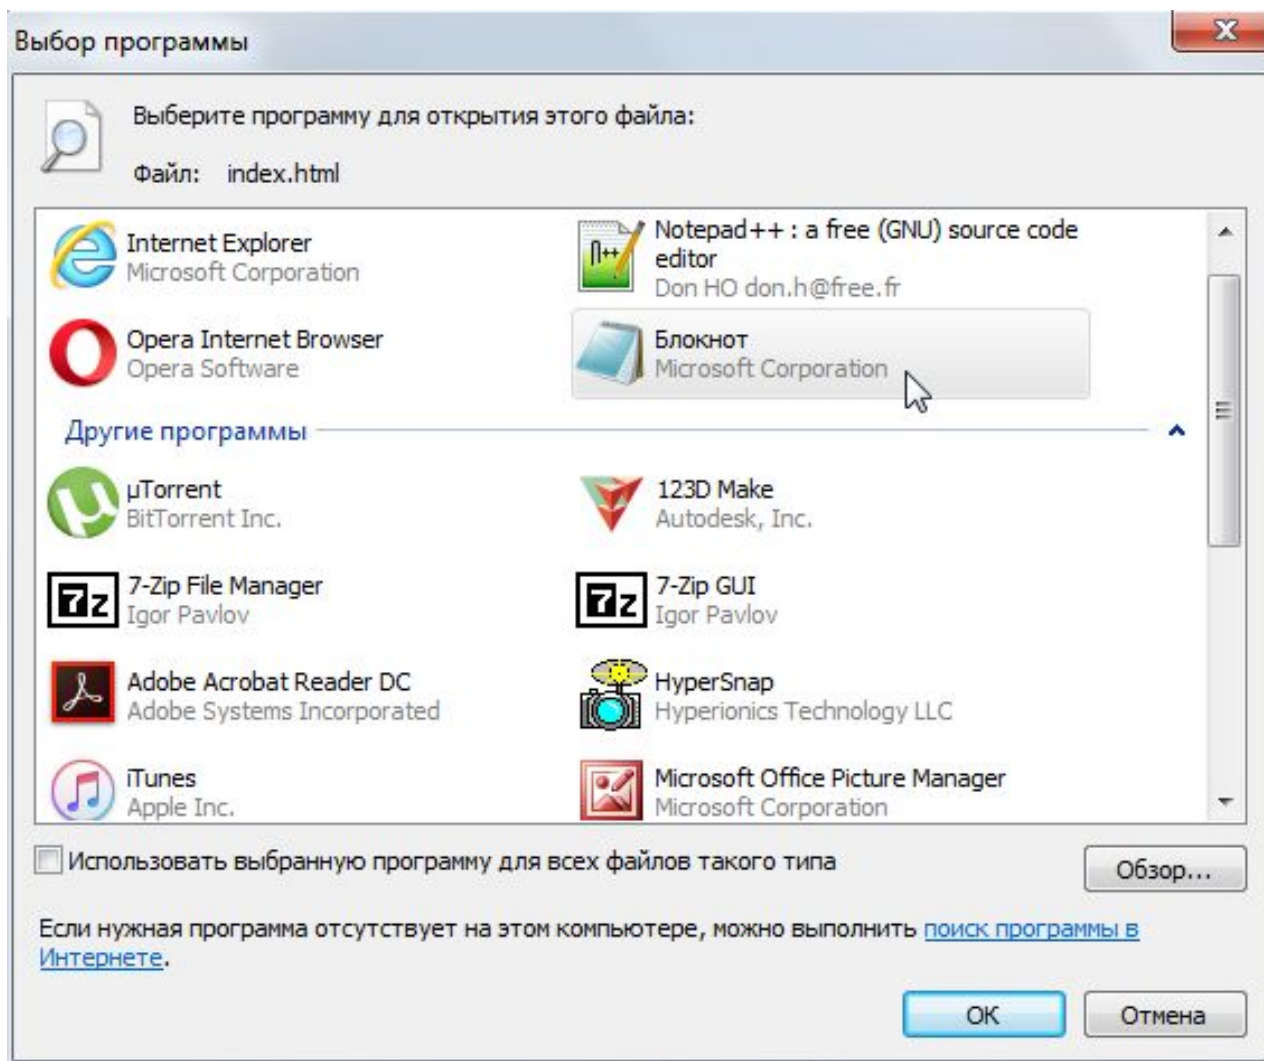 Выбор программы
Выберите программу для открытия этого файла:
Файл: index.html
Internet Explorer
Microsoft Corporation
Notepad++ : a free (GNU) source code
editor
Don HO don.h@free.fr
Opera Internet Browser
Opera Software
Блокнот
Microsoft Corporation
Другие программы
µTorrent
BitTorrent Inc.
123D Make
Autodesk, Inc.
7-Zip File Manager
Igor Pavlov
7-Zip GUI
Igor Pavlov
Adobe Acrobat Reader DC
Adobe Systems Incorporated
HyperSnap
Hyperionics Technology LLC
iTunes
Apple Inc.
Microsoft Office Picture Manager
Microsoft Corporation
Использовать выбранную программу для всех файлов такого типа
Обзор...
Если нужная программа отсутствует на этом компьютере, можно выполнить поиск программы в
Интернете.
ОК
Отмена